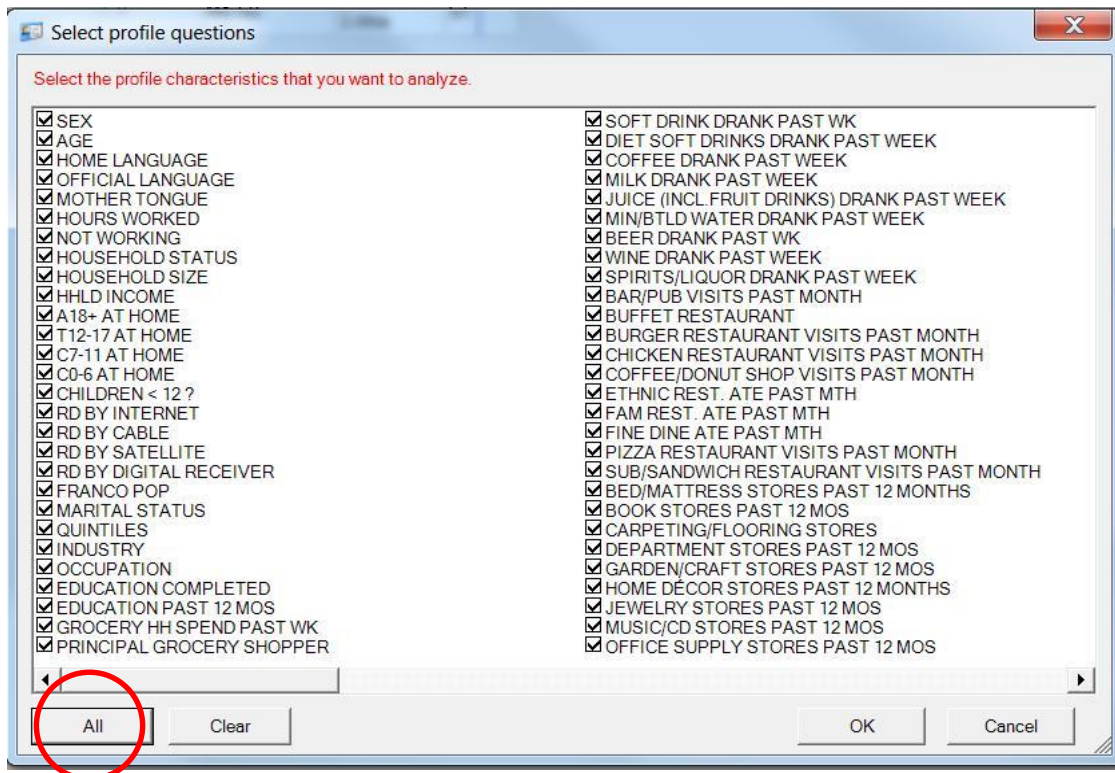 Select profile questions
X
Select the profile characteristics that you want to analyze.
SEX
AGE
HOME LANGUAGE
OFFICIAL LANGUAGE
MOTHER TONGUE
HOURS WORKED
NOT WORKING
HOUSEHOLD STATUS
HOUSEHOLD SIZE
HHLD INCOME
A18+ AT HOME
T12-17 AT HOME
C7-11 AT HOME
C0-6 AT HOME
CHILDREN < 12 ?
RD BY INTERNET
RD BY CABLE
RD BY SATELLITE
RD BY DIGITAL RECEIVER
FRANCO POP
MARITAL STATUS
QUINTILES
INDUSTRY
OCCUPATION
EDUCATION COMPLETED
EDUCATION PAST 12 MOS
GROCERY HH SPEND PAST WK
PRINCIPAL GROCERY SHOPPER
SOFT DRINK DRANK PAST WK
DIET SOFT DRINKS DRANK PAST WEEK
COFFEE DRANK PAST WEEK
MILK DRANK PAST WEEK
JUICE (INCL.FRUIT DRINKS) DRANK PAST WEEK
MIN/BTLD WATER DRANK PAST WEEK
BEER DRANK PAST WK
WINE DRANK PAST WEEK
SPIRITS/LIQUOR DRANK PAST WEEK
BAR/PUB VISITS PAST MONTH
BUFFET RESTAURANT
BURGER RESTAURANT VISITS PAST MONTH
CHICKEN RESTAURANT VISITS PAST MONTH
COFFEE/DONUT SHOP VISITS PAST MONTH
ETHNIC REST. ATE PAST MTH
FAM REST. ATE PAST MTH
FINE DINE ATE PAST MTH
PIZZA RESTAURANT VISITS PAST MONTH
SUB/SANDWICH RESTAURANT VISITS PAST MONTH
BED/MATTRESS STORES PAST 12 MONTHS
BOOK STORES PAST 12 MOS
CARPETING/FLOORING STORES
DEPARTMENT STORES PAST 12 MOS
GARDEN/CRAFT STORES PAST 12 MOS
HOME DÉCOR STORES PAST 12 MONTHS
JEWELRY STORES PAST 12 MOS
MUSIC/CD STORES PAST 12 MOS
OFFICE SUPPLY STORES PAST 12 MOS
All
Clear
OK
Cancel